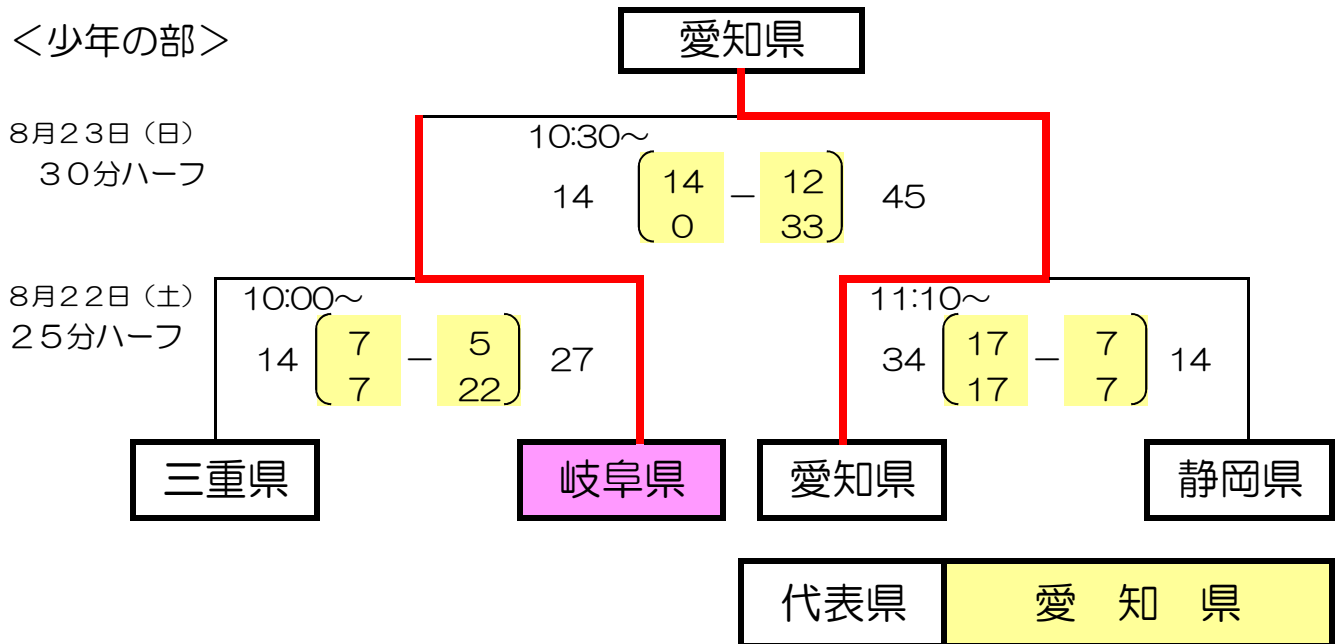 愛知県
＜少年の部＞
8月23日（日）
30分ハーフ
10:30～
14 14 － 12 45
0 33
8月22日（土）
25分ハーフ
10:00～
14 7 － 5 27
7 22
11:10～
34 17 － 7 14
17 7
三重県 岐阜県 愛知県 静岡県
代表県 愛 知 県